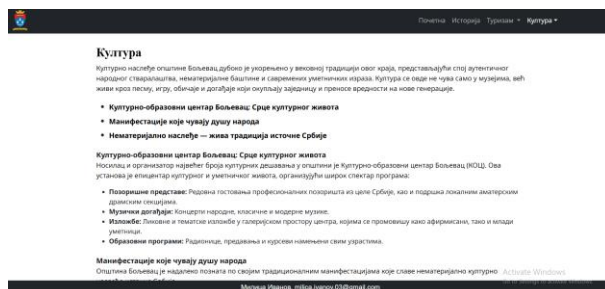 Почетна Историја Туризам Култура
Култура
Културно наслеђе општине Бољевац дубоко је укорењено у вековној традицији овог краја, представљајући спој аутентичног
народног стваралаштва, нематеријалне баштине и савремених уметничких израза. Култура се овде не чува само у музејима, већ
живи кроз песму, игру, обичаје и догађаје који окупљају заједницу и преносе вредности на нове генерације.
Културно-образовни центар Бољевац: Срце културног живота
Манифестације које чувају душу народа
Нематеријално наслеђе — жива традиција источне Србије
Културно-образовни центар Бољевац: Срце културног живота
Носилац и организатор највећег броја културних дешавања у општини је Културно-образовни центар Бољевац (КОЦ). Ова
установа је епицентар културног и уметничког живота, организујући широк спектар програма:
Позоришне представе: Редовна гостовања професионалних позоришта из целе Србије, као и подршка локалним аматерским
драмским секцијама.
Музички догађаји: Концерти народне, класичне и модерне музике.
Изложбе: Ликовне и тематске изложбе у галеријском простору центра, којима се промовишу како афирмисани, тако и млади
уметници.
Образовни програми: Радионице, предавања и курсеви намењени свим узрастима.
Манифестације које чувају душу народа
Општина Бољевац је надалеко позната по својим традиционалним манифестацијама које славе нематеријално културно
Activate Windows
Милица Иванов, milica.ivanov.03@gmail.com